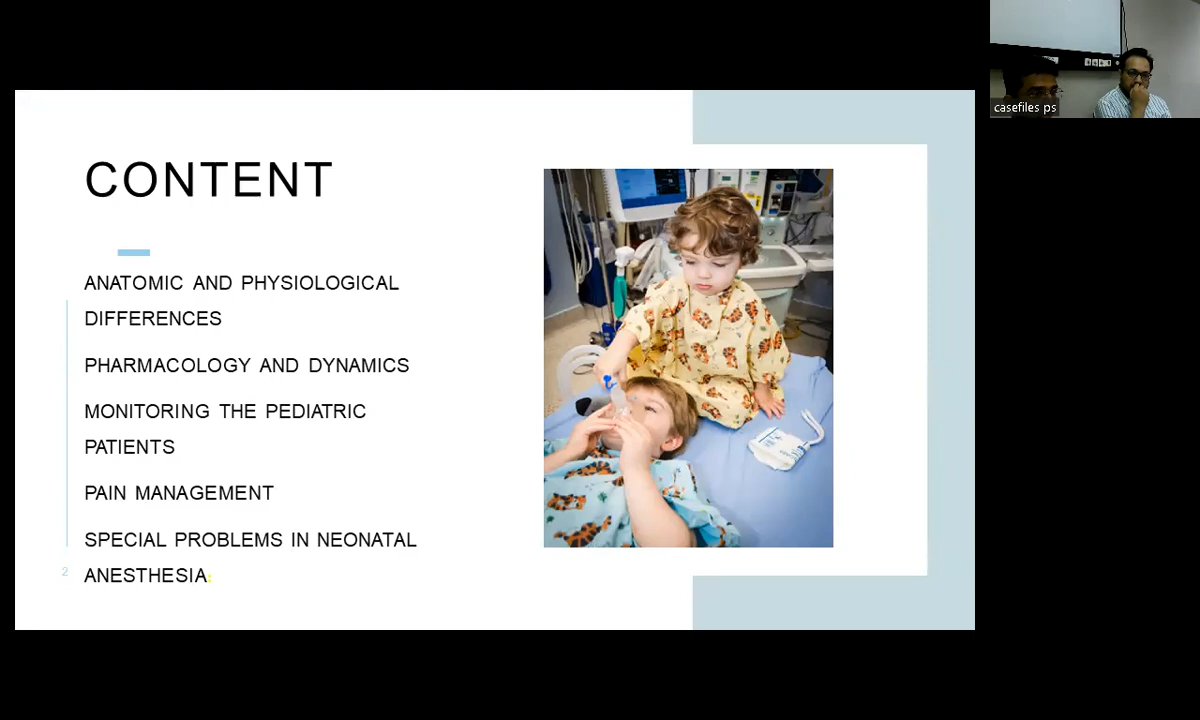 CONTENT
ANATOMIC AND PHYSIOLOGICAL
DIFFERENCES
PHARMACOLOGY AND DYNAMICS
MONITORING THE PEDIATRIC
PATIENTS
PAIN MANAGEMENT
SPECIAL PROBLEMS IN NEONATAL
2
ANESTHESIA
casefiles ps